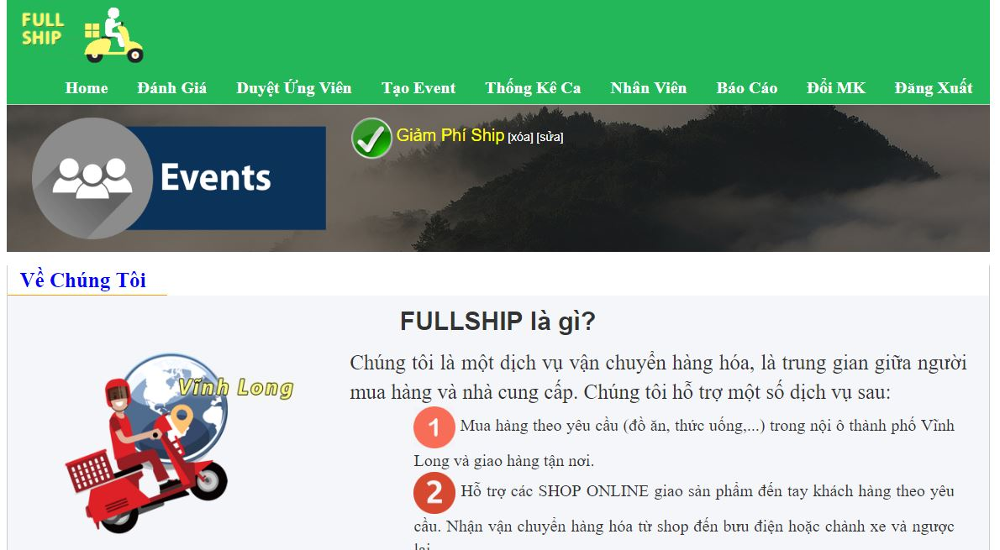 FULL
SHIP
Home Đánh Giá Duyệt Ứng Viên Tạo Event Thống Kê Ca Nhân Viên Báo Cáo Đổi MK Đăng Xuất
Events
Giảm Phí Ship [xóa] [sửa]
Về Chúng Tôi
FULLSHIP là gì?
Vĩnh Long
Chúng tôi là một dịch vụ vận chuyển hàng hóa, là trung gian giữa người
mua hàng và nhà cung cấp. Chúng tôi hỗ trợ một số dịch vụ sau:
1 Mua hàng theo yêu cầu (đồ ăn, thức uống,...) trong nội ô thành phố Vĩnh
Long và giao hàng tận nơi.
2 Hỗ trợ các SHOP ONLINE giao sản phẩm đến tay khách hàng theo yêu
cầu. Nhận vận chuyển hàng hóa từ shop đến bưu điện hoặc chành xe và ngược